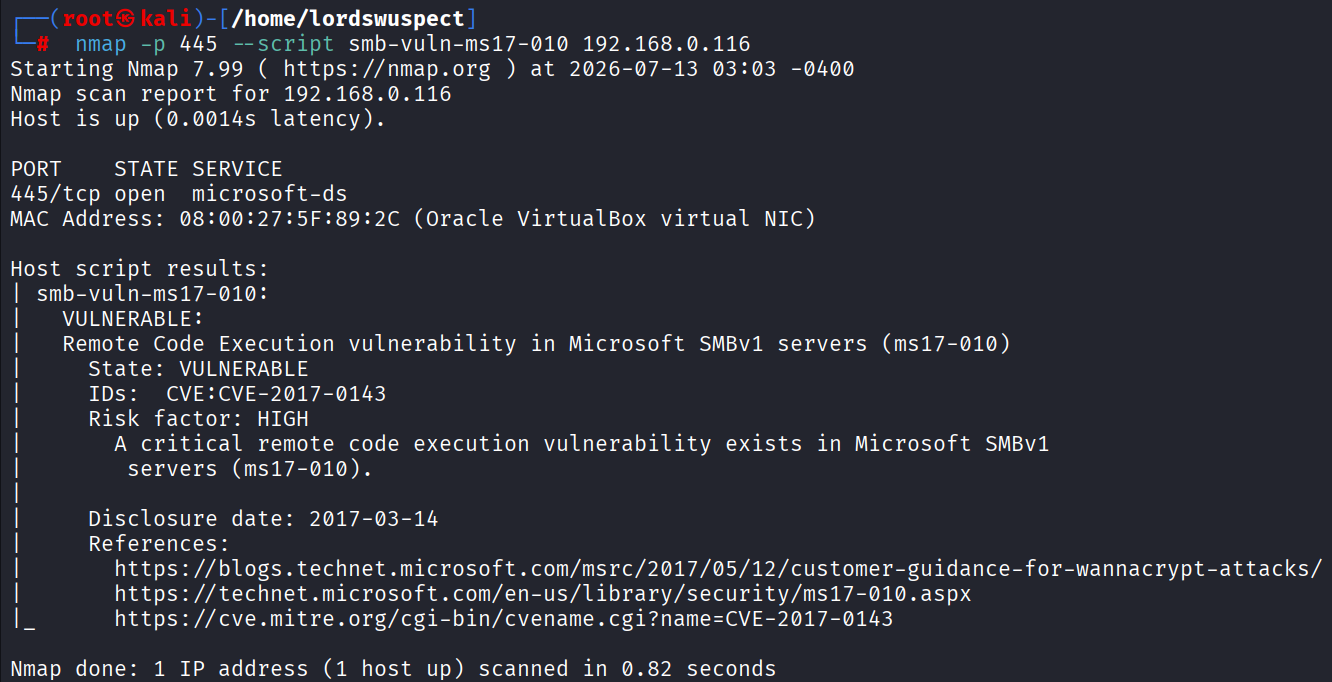 ┌──(root㉿kali)-[/home/lordswuspect]
└─# nmap -p 445 --script smb-vuln-ms17-010 192.168.0.116
Starting Nmap 7.99 ( https://nmap.org ) at 2026-07-13 03:03 -0400
Nmap scan report for 192.168.0.116
Host is up (0.0014s latency).

PORT    STATE SERVICE
445/tcp open  microsoft-ds
MAC Address: 08:00:27:5F:89:2C (Oracle VirtualBox virtual NIC)

Host script results:
| smb-vuln-ms17-010:
|   VULNERABLE:
|   Remote Code Execution vulnerability in Microsoft SMBv1 servers (ms17-010)
|     State: VULNERABLE
|     IDs:  CVE:CVE-2017-0143
|     Risk factor: HIGH
|       A critical remote code execution vulnerability exists in Microsoft SMBv1
|        servers (ms17-010).
|
|     Disclosure date: 2017-03-14
|     References:
|       https://blogs.technet.microsoft.com/msrc/2017/05/12/customer-guidance-for-wannacrypt-attacks/
|       https://technet.microsoft.com/en-us/library/security/ms17-010.aspx
|_      https://cve.mitre.org/cgi-bin/cvename.cgi?name=CVE-2017-0143

Nmap done: 1 IP address (1 host up) scanned in 0.82 seconds